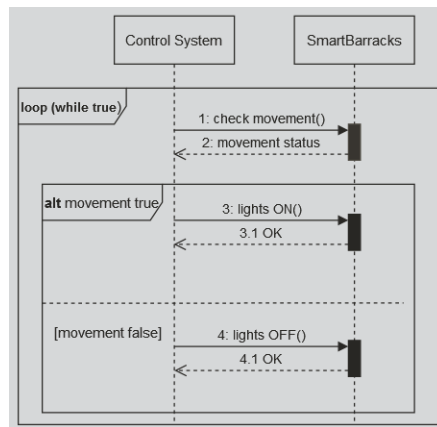 Control System
SmartBarracks
loop (while true)
1: check movement()
2: movement status
alt movement true
3: lights ON()
3.1 OK
[movement false]
4: lights OFF()
4.1 OK